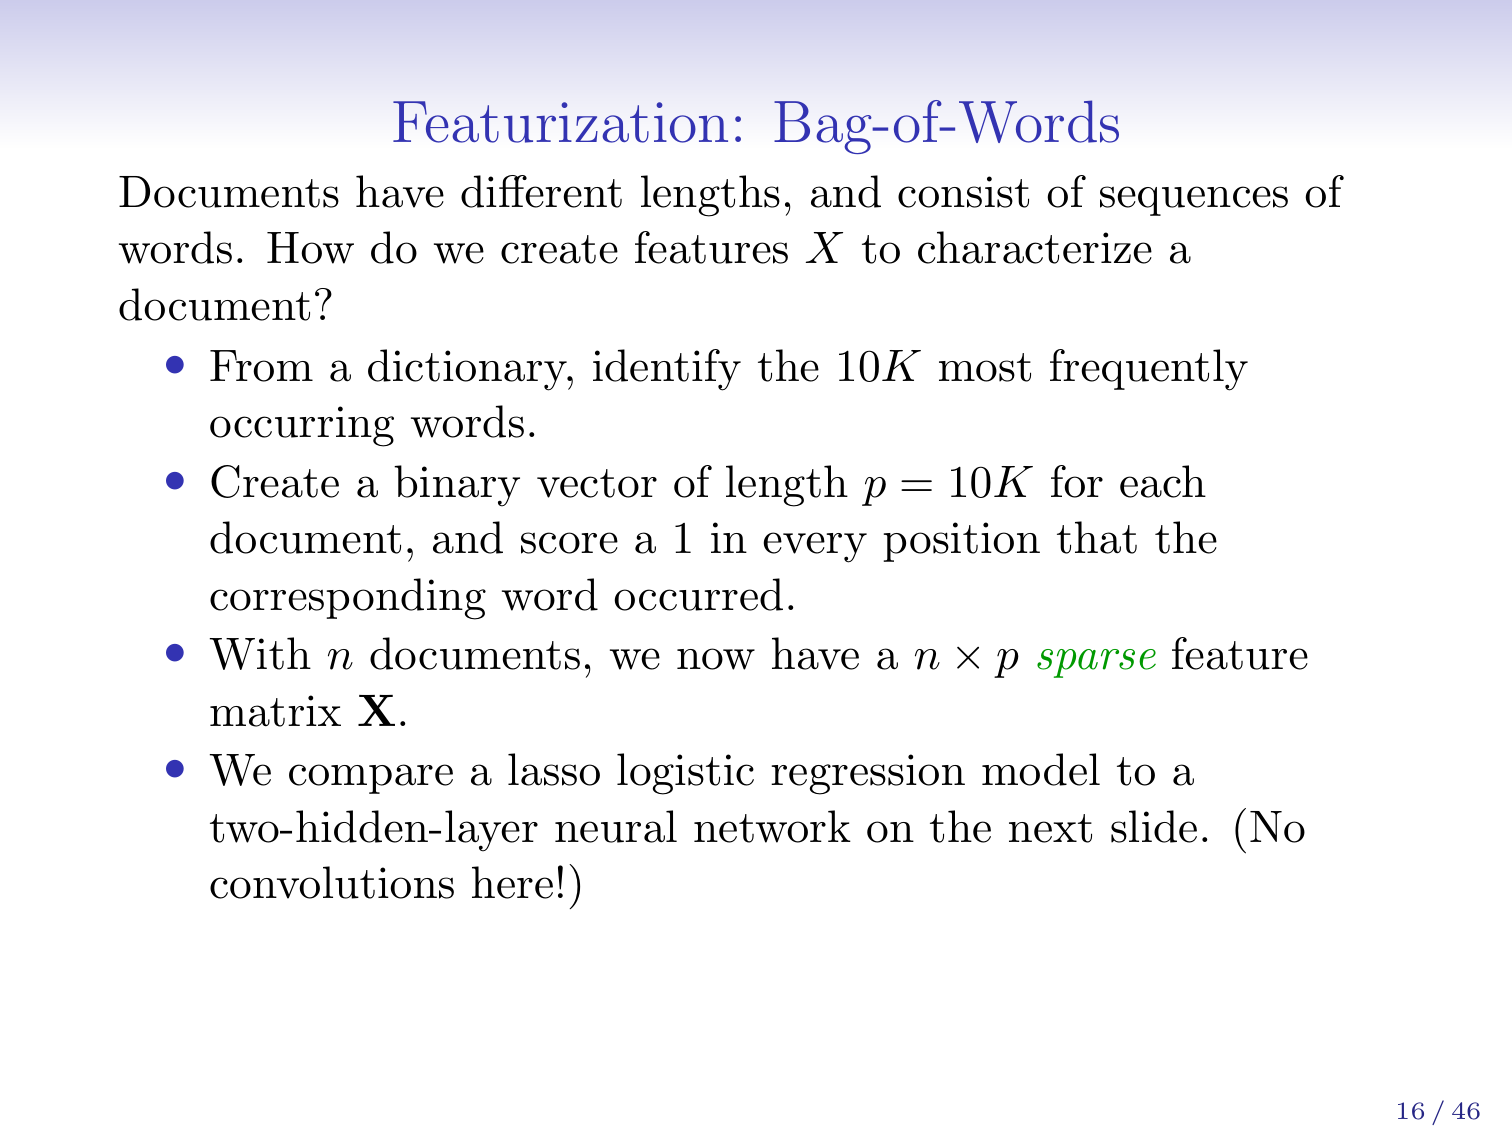 Featurization: Bag-of-Words
Documents have different lengths, and consist of sequences of
words. How do we create features X to characterize a
document?
• From a dictionary, identify the 10K most frequently
occurring words.
• Create a binary vector of length p = 10K for each
document, and score a 1 in every position that the
corresponding word occurred.
• With n documents, we now have a n × p sparse feature
matrix X.
• We compare a lasso logistic regression model to a
two-hidden-layer neural network on the next slide. (No
convolutions here!)
16 / 46